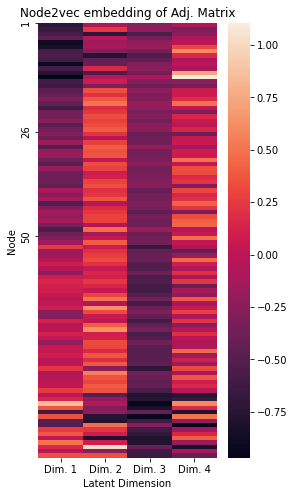 Node2vec embedding of Adj. Matrix
1
26
50
Node
Dim. 1 Dim. 2 Dim. 3 Dim. 4
Latent Dimension
1.00
0.75
0.50
0.25
0.00
−0.25
−0.50
−0.75